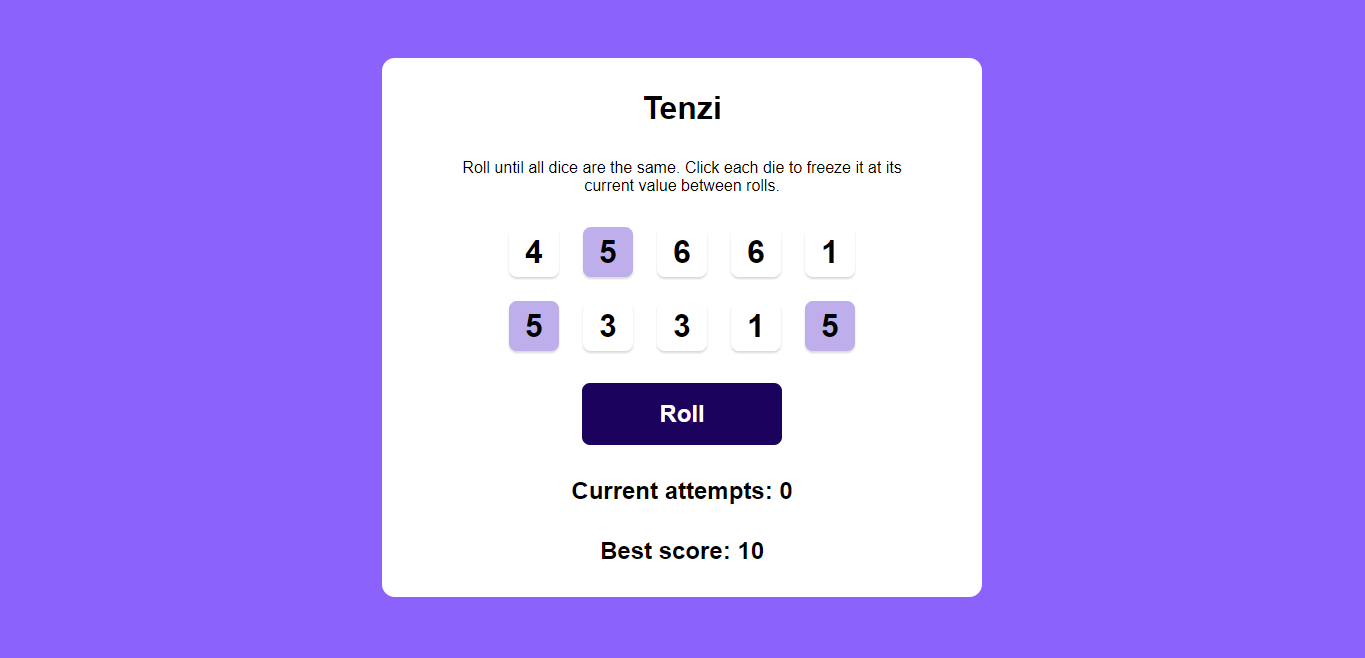 Tenzi
Roll until all dice are the same. Click each die to freeze it at its
current value between rolls.
4 5 6 6 1
5 3 3 1 5
Roll
Current attempts: 0
Best score: 10